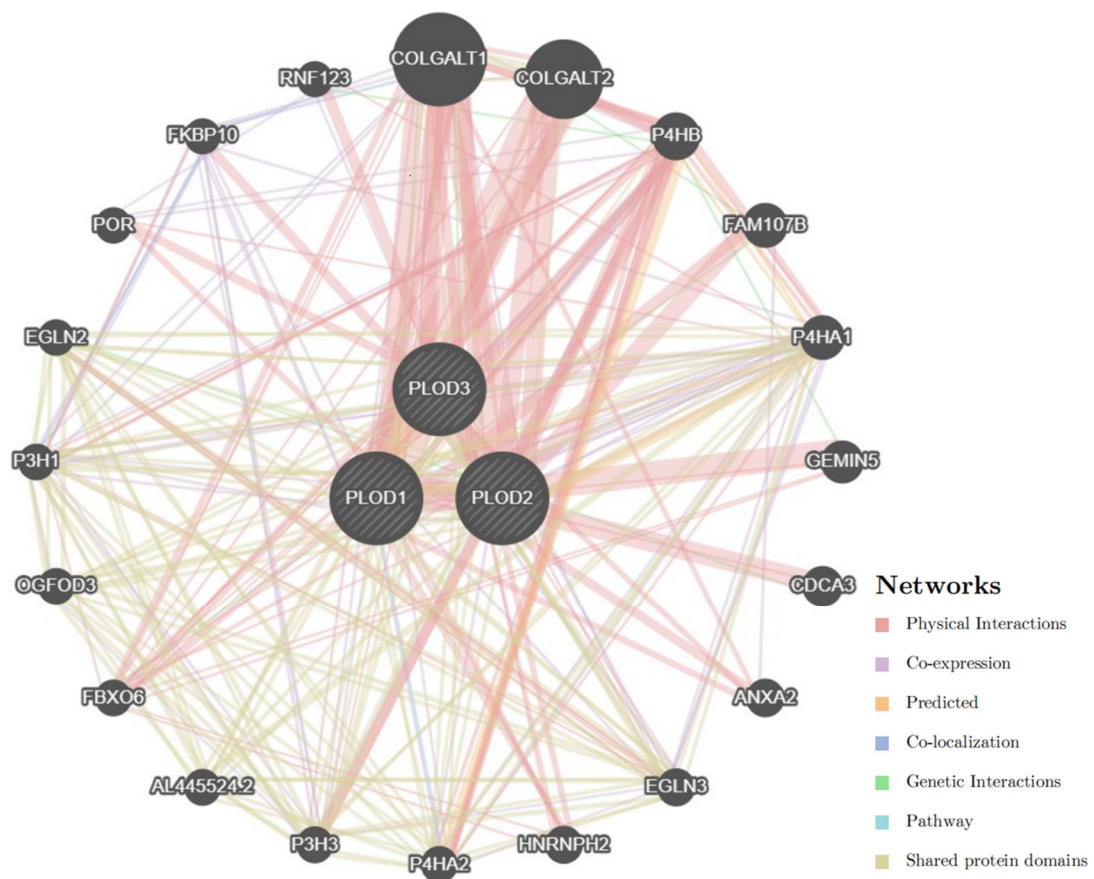 COLGALT1
COLGALT2
RNF123
P4HB
FKBP10
FAM107B
POR
P4HA1
EGLN2
PLOD3
P3H1
GEMIN5
PLOD1
PLOD2
OGFOD3
CDCA3
Networks
Physical Interactions
Co-expression
FBXO6
ANXA2
Predicted
Co-localization
AL445524.2
EGLN3
Genetic Interactions
Pathway
P3H3
HNRNPH2
P4HA2
Shared protein domains